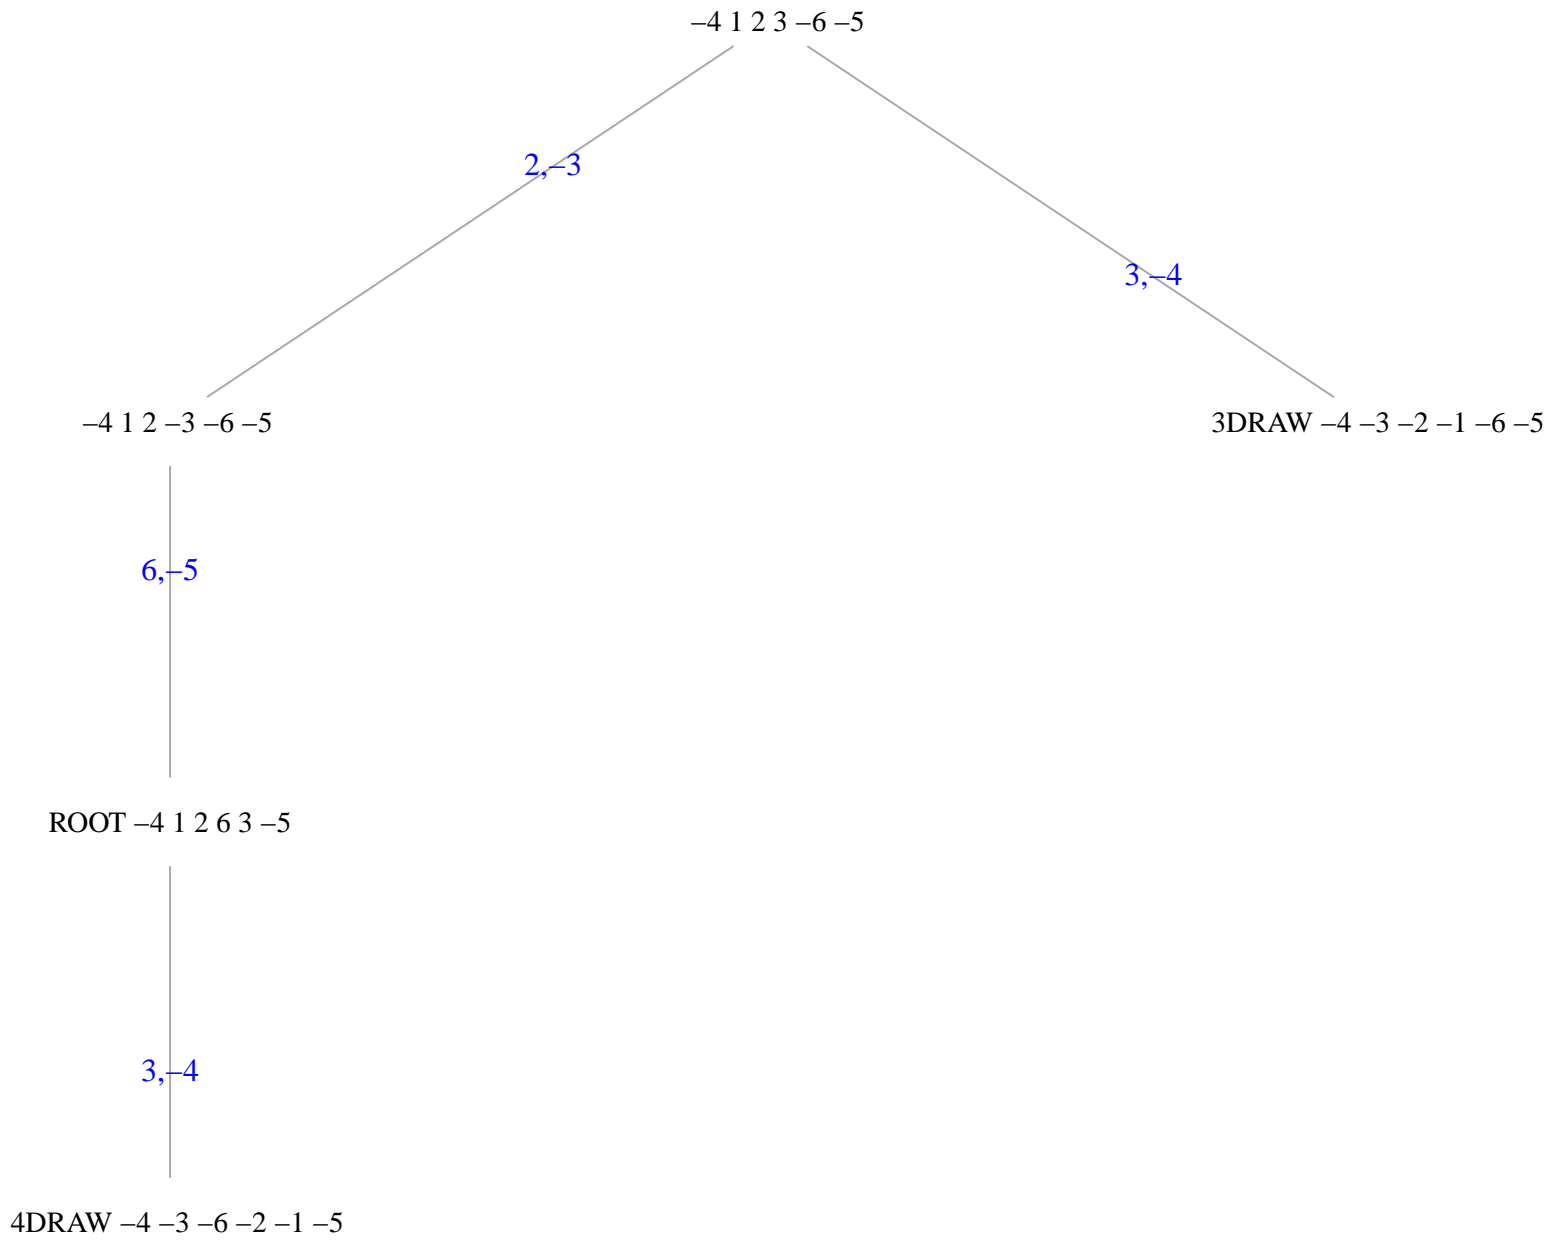 –4 1 2 3 –6 –5
2,–3
3,–4
–4 1 2 –3 –6 –5
3DRAW –4 –3 –2 –1 –6 –5
6,–5
ROOT –4 1 2 6 3 –5
3,–4
4DRAW –4 –3 –6 –2 –1 –5